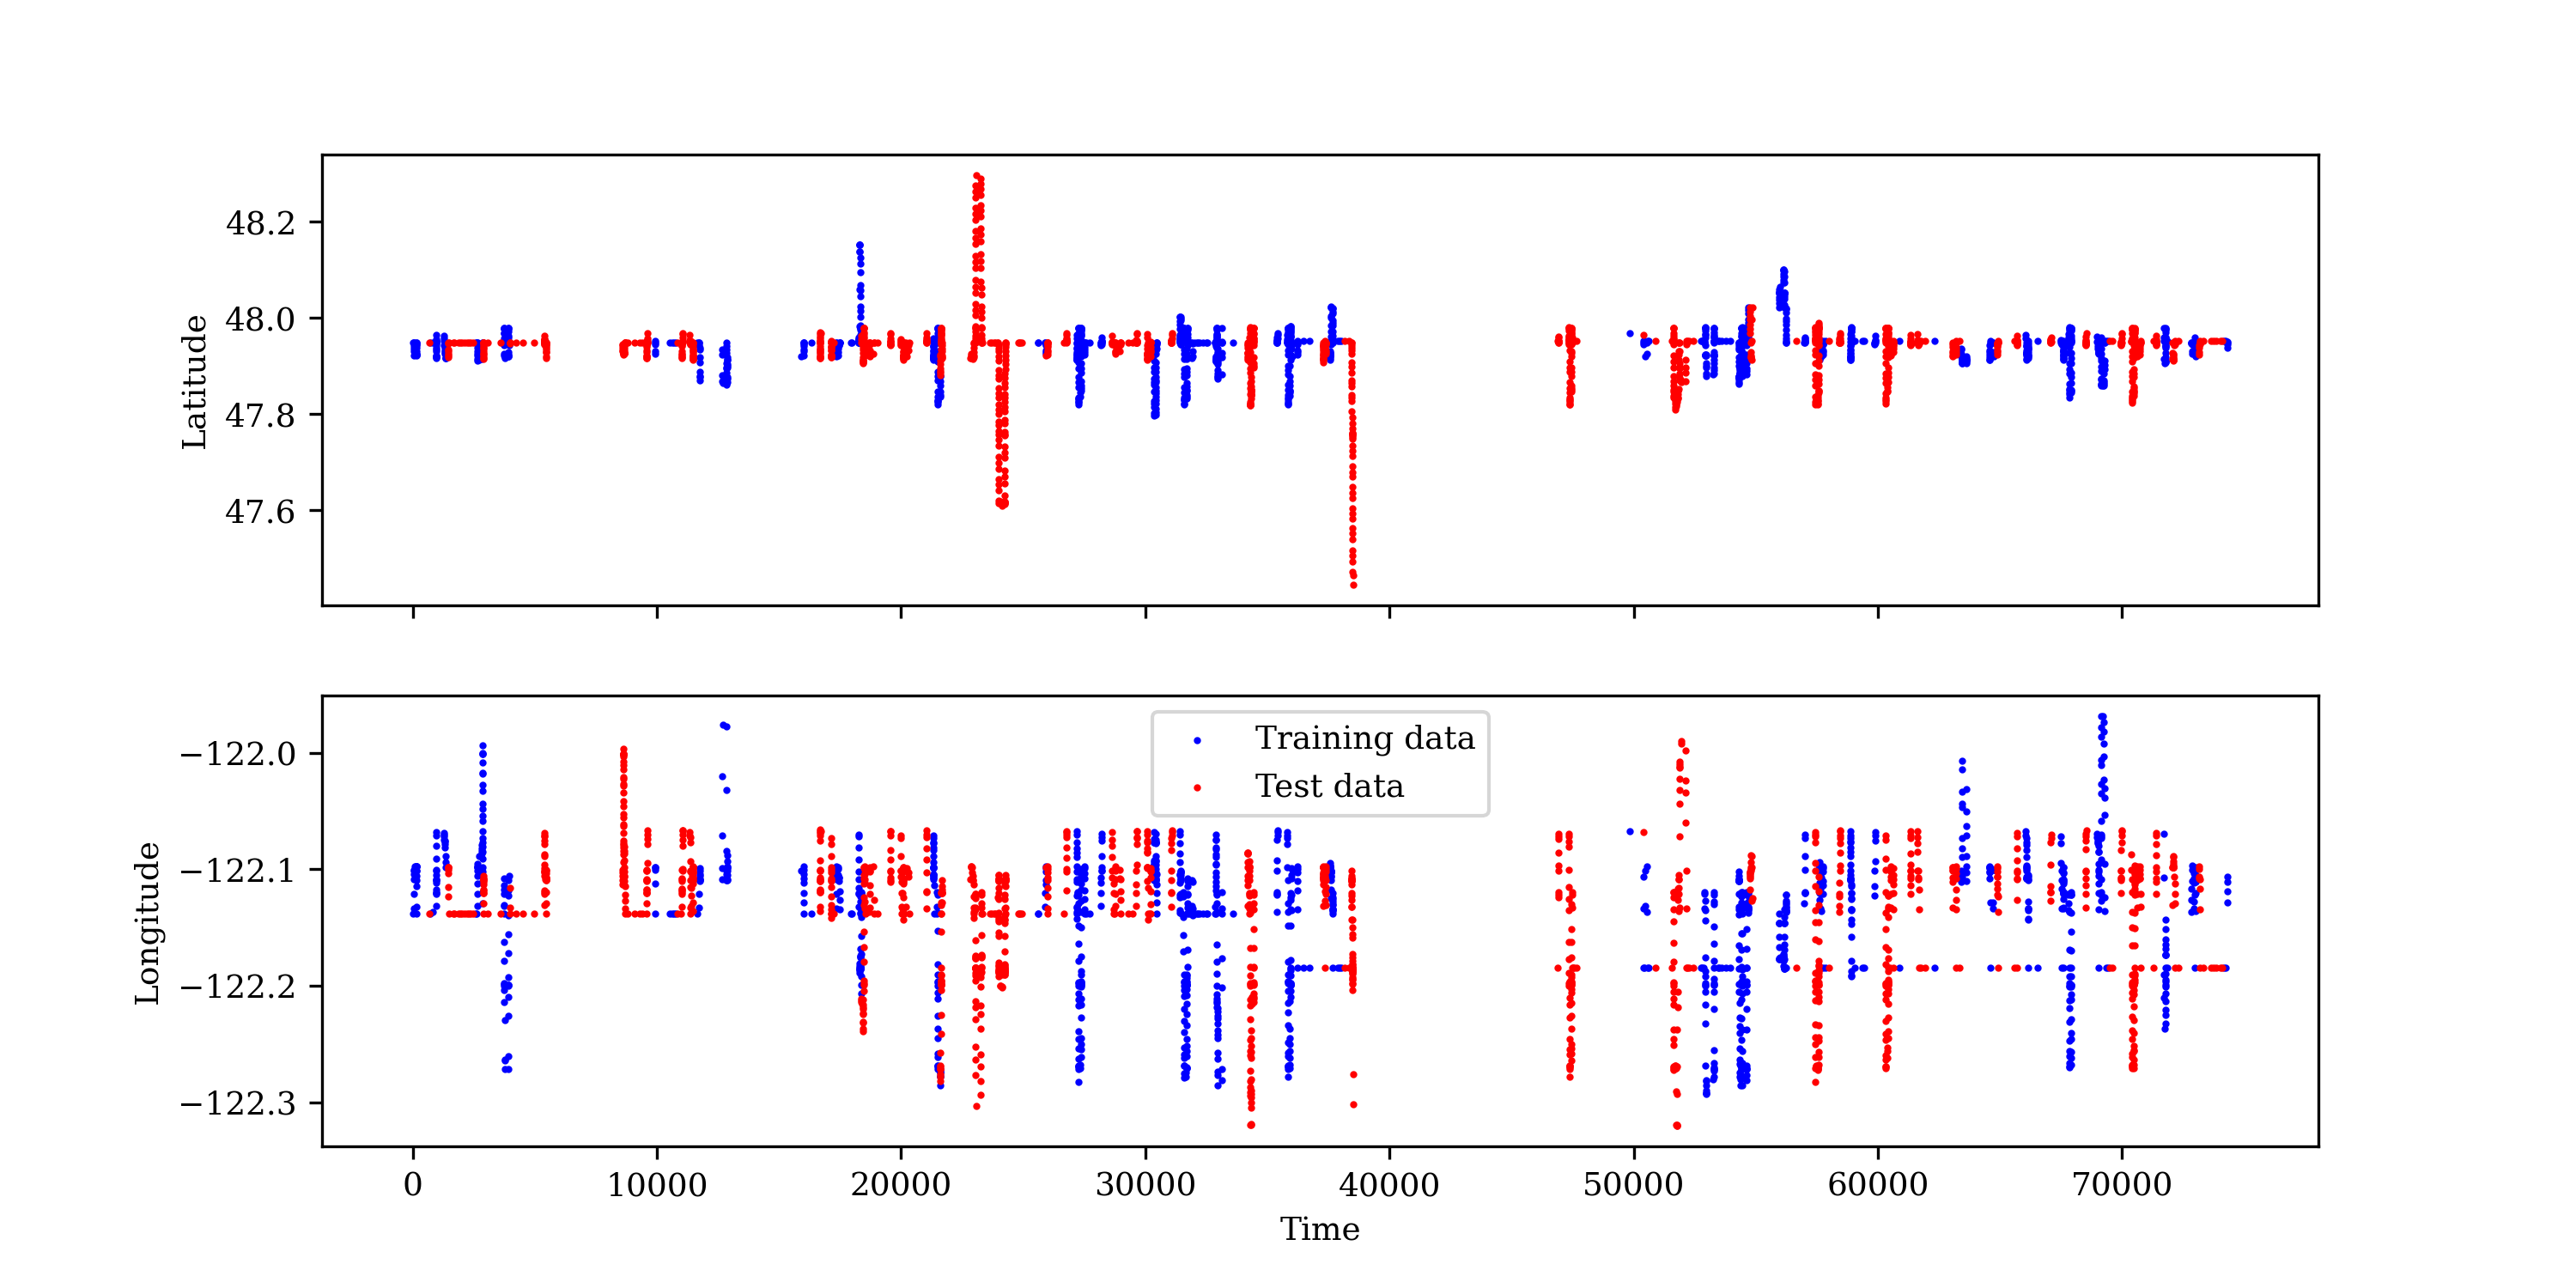 48.2
48.0
47.8
47.6
Latitude
−122.0
−122.1
−122.2
−122.3
Longitude
Training data
Test data
0 10000 20000 30000 40000 50000 60000 70000
Time